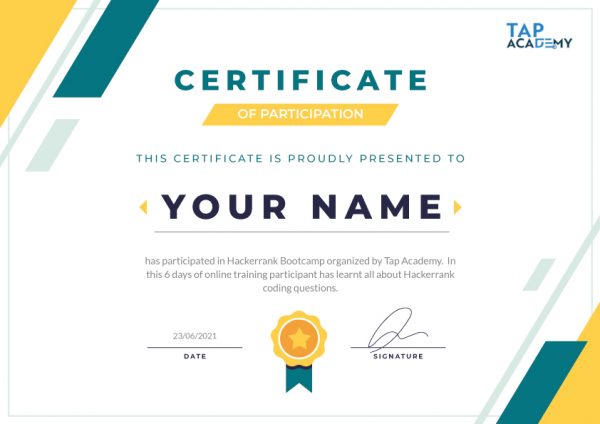 TAP
ACADEMY
CERTIFICATE
OF PARTICIPATION
THIS CERTIFICATE IS PROUDLY PRESENTED TO
YOUR NAME
has participated in Hackerrank Bootcamp organized by Tap Academy. In
this 6 days of online training participant has learnt all about Hackerrank
coding questions.
23/06/2021
DATE
SIGNATURE